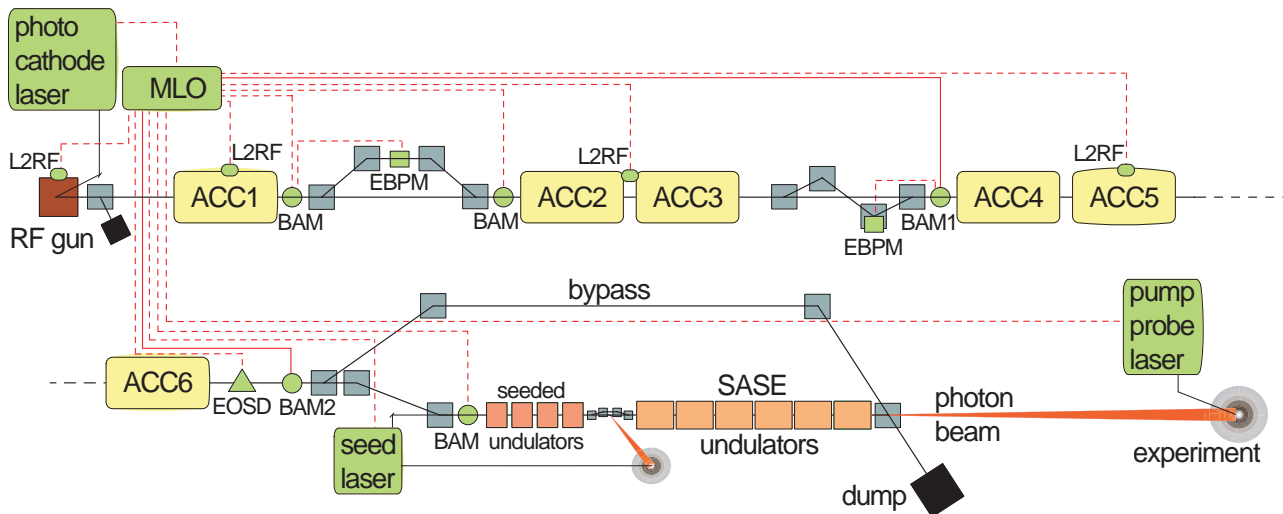 photo
cathode
laser
MLO
L2RF
L2RF
L2RF
L2RF
EBPM
ACC1
ACC2
ACC3
ACC4
ACC5
BAM
BAM
BAM1
RF gun
EBPM
bypass
pump
probe
laser
ACC6
EOSD
BAM2
seeded
SASE
photon
BAM
undulators
undulators
beam
seed
laser
experiment
dump